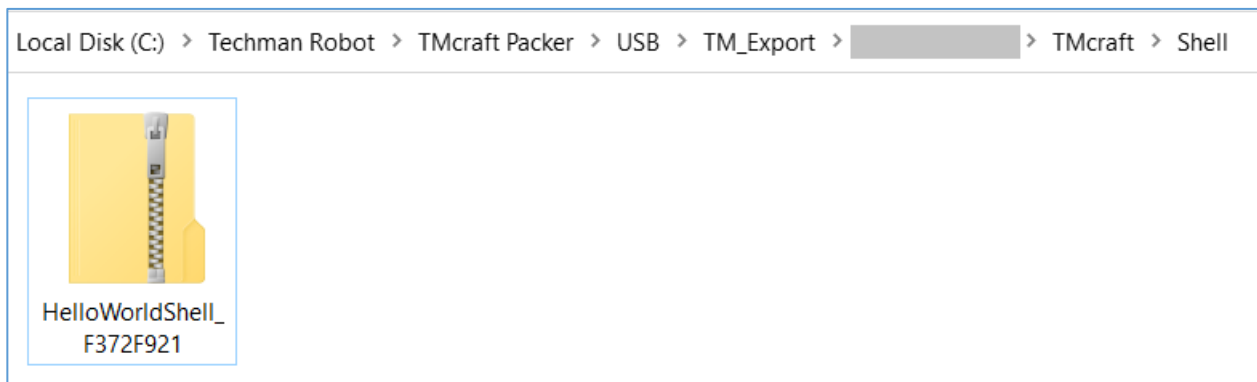 Local Disk (C:) > Techman Robot > TMcraft Packer > USB > TM_Export > > TMcraft > Shell
HelloWorldShell_
F372F921